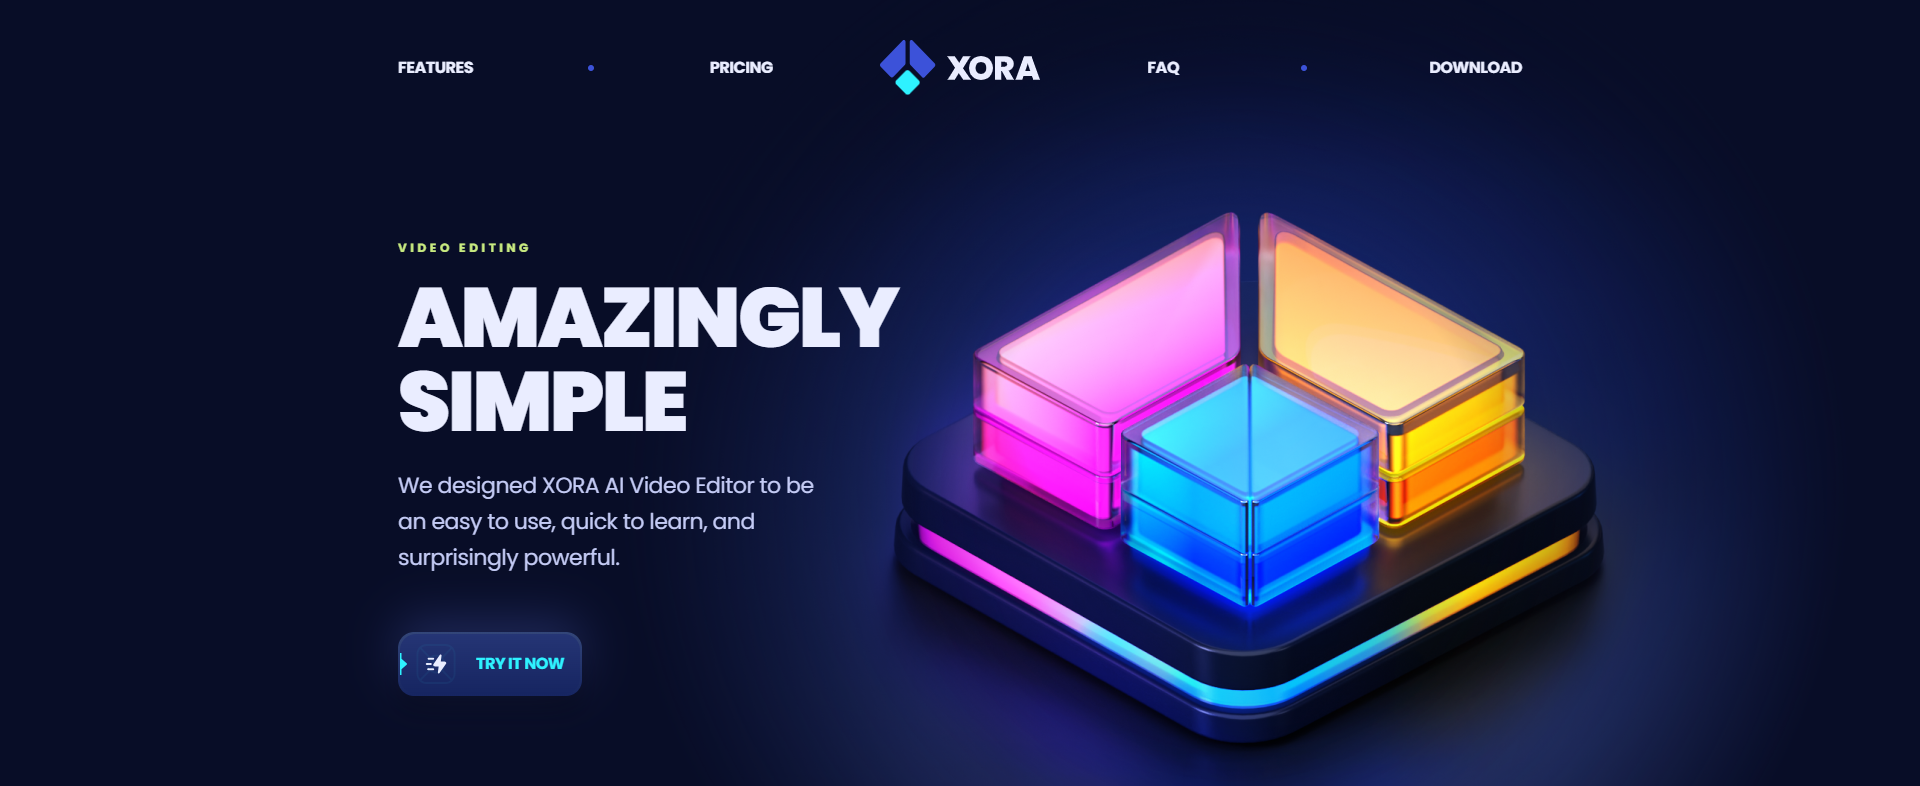 FEATURES
PRICING
XORA
FAQ
DOWNLOAD
VIDEO EDITING
AMAZINGLY
SIMPLE
We designed XORA AI Video Editor to be
an easy to use, quick to learn, and
surprisingly powerful.
TRY IT NOW